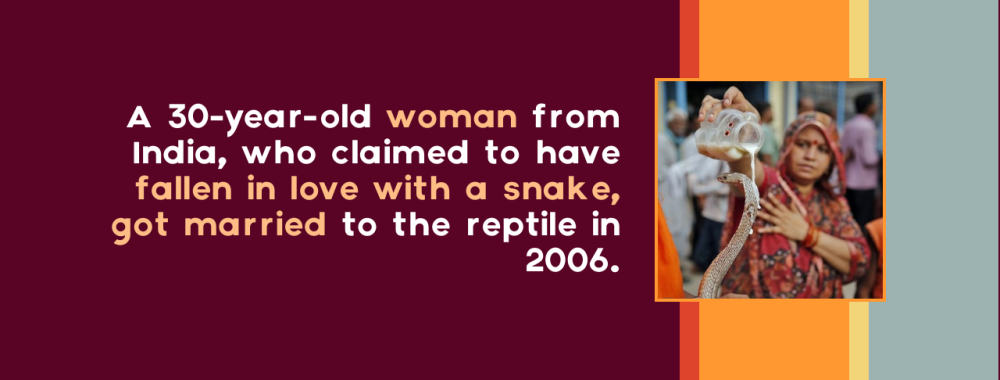 A 30-year-old woman from
India, who claimed to have
fallen in love with a snake,
got married to the reptile in
2006.